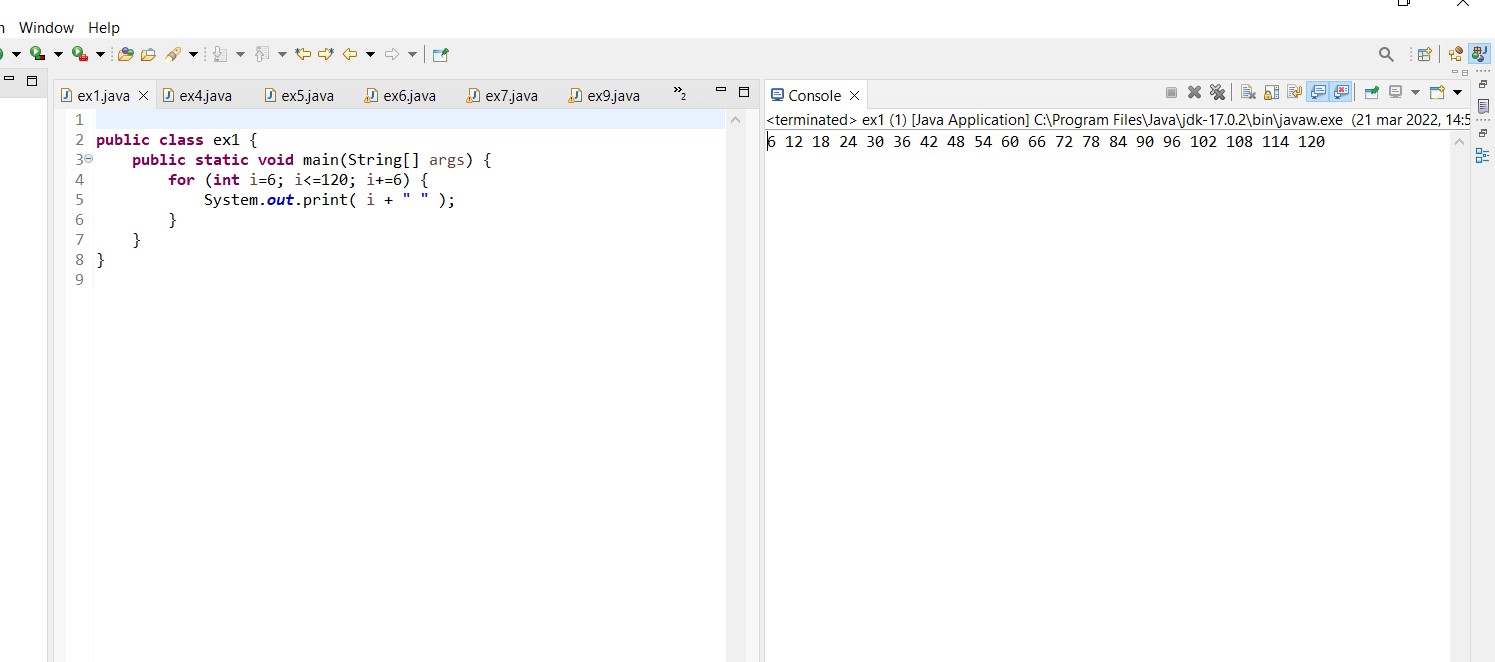 Window Help
ex1.java ex4.java ex5.java ex6.java ex7.java ex9.java »2
Console
<terminated> ex1 (1) [Java Application] C:\Program Files\Java\jdk-17.0.2\bin\javaw.exe (21 mar 2022, 14:5
6 12 18 24 30 36 42 48 54 60 66 72 78 84 90 96 102 108 114 120
1
2 public class ex1 {
3 public static void main(String[] args) {
4 for (int i=6; i<=120; i+=6) {
5 System.out.print( i + " " );
6 }
7 }
8 }
9